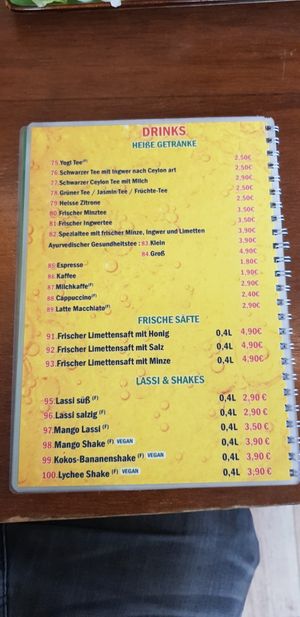 DRINKS
HEIßE GETRÄNKE
75 Yogi Tee(F) 2,50€
76 Schwarzer Tee mit Ingwer nach Ceylon art 2,50€
77 Schwarzer Ceylon Tee mit Milch 2,90€
78 Grüner Tee / Jasmin Tee / Früchte-Tee 2,50€
79 Heisse Zitrone 2,50€
80 Frischer Minztee 3,50€
81 Frischer Ingwertee 3,50€
82 Spezialtee mit frischer Minze, Ingwer und Limetten 3,90€
Ayurvedischer Gesundheitstee : 83 Klein 3,90€
84 Groß 4,90€
85 Espresso 1,80€
86 Kaffee 1,90€
87 Milchkaffe(F) 2,90€
88 Cappuccino(F) 2,40€
89 Latte Macchiato(F) 2,90€
FRISCHE SÄFTE
91. Frischer Limettensaft mit Honig 0,4L 4,90€
92 Frischer Limettensaft mit Salz 0,4L 4,90€
93. Frischer Limettensaft mit Minze 0,4L 4,90€
LASSI & SHAKES
95. Lassi süß (F) 0,4L 2,90 €
96. Lassi salzig (F) 0,4L 2,90 €
97. Mango Lassi (F) 0,4L 3,50 €
98. Mango Shake (F) VEGAN 0,4L 3,90 €
99 Kokos-Bananenshake (F) VEGAN 0,4L 3,90 €
100. Lychee Shake (F) VEGAN 0,4L 3,90 €